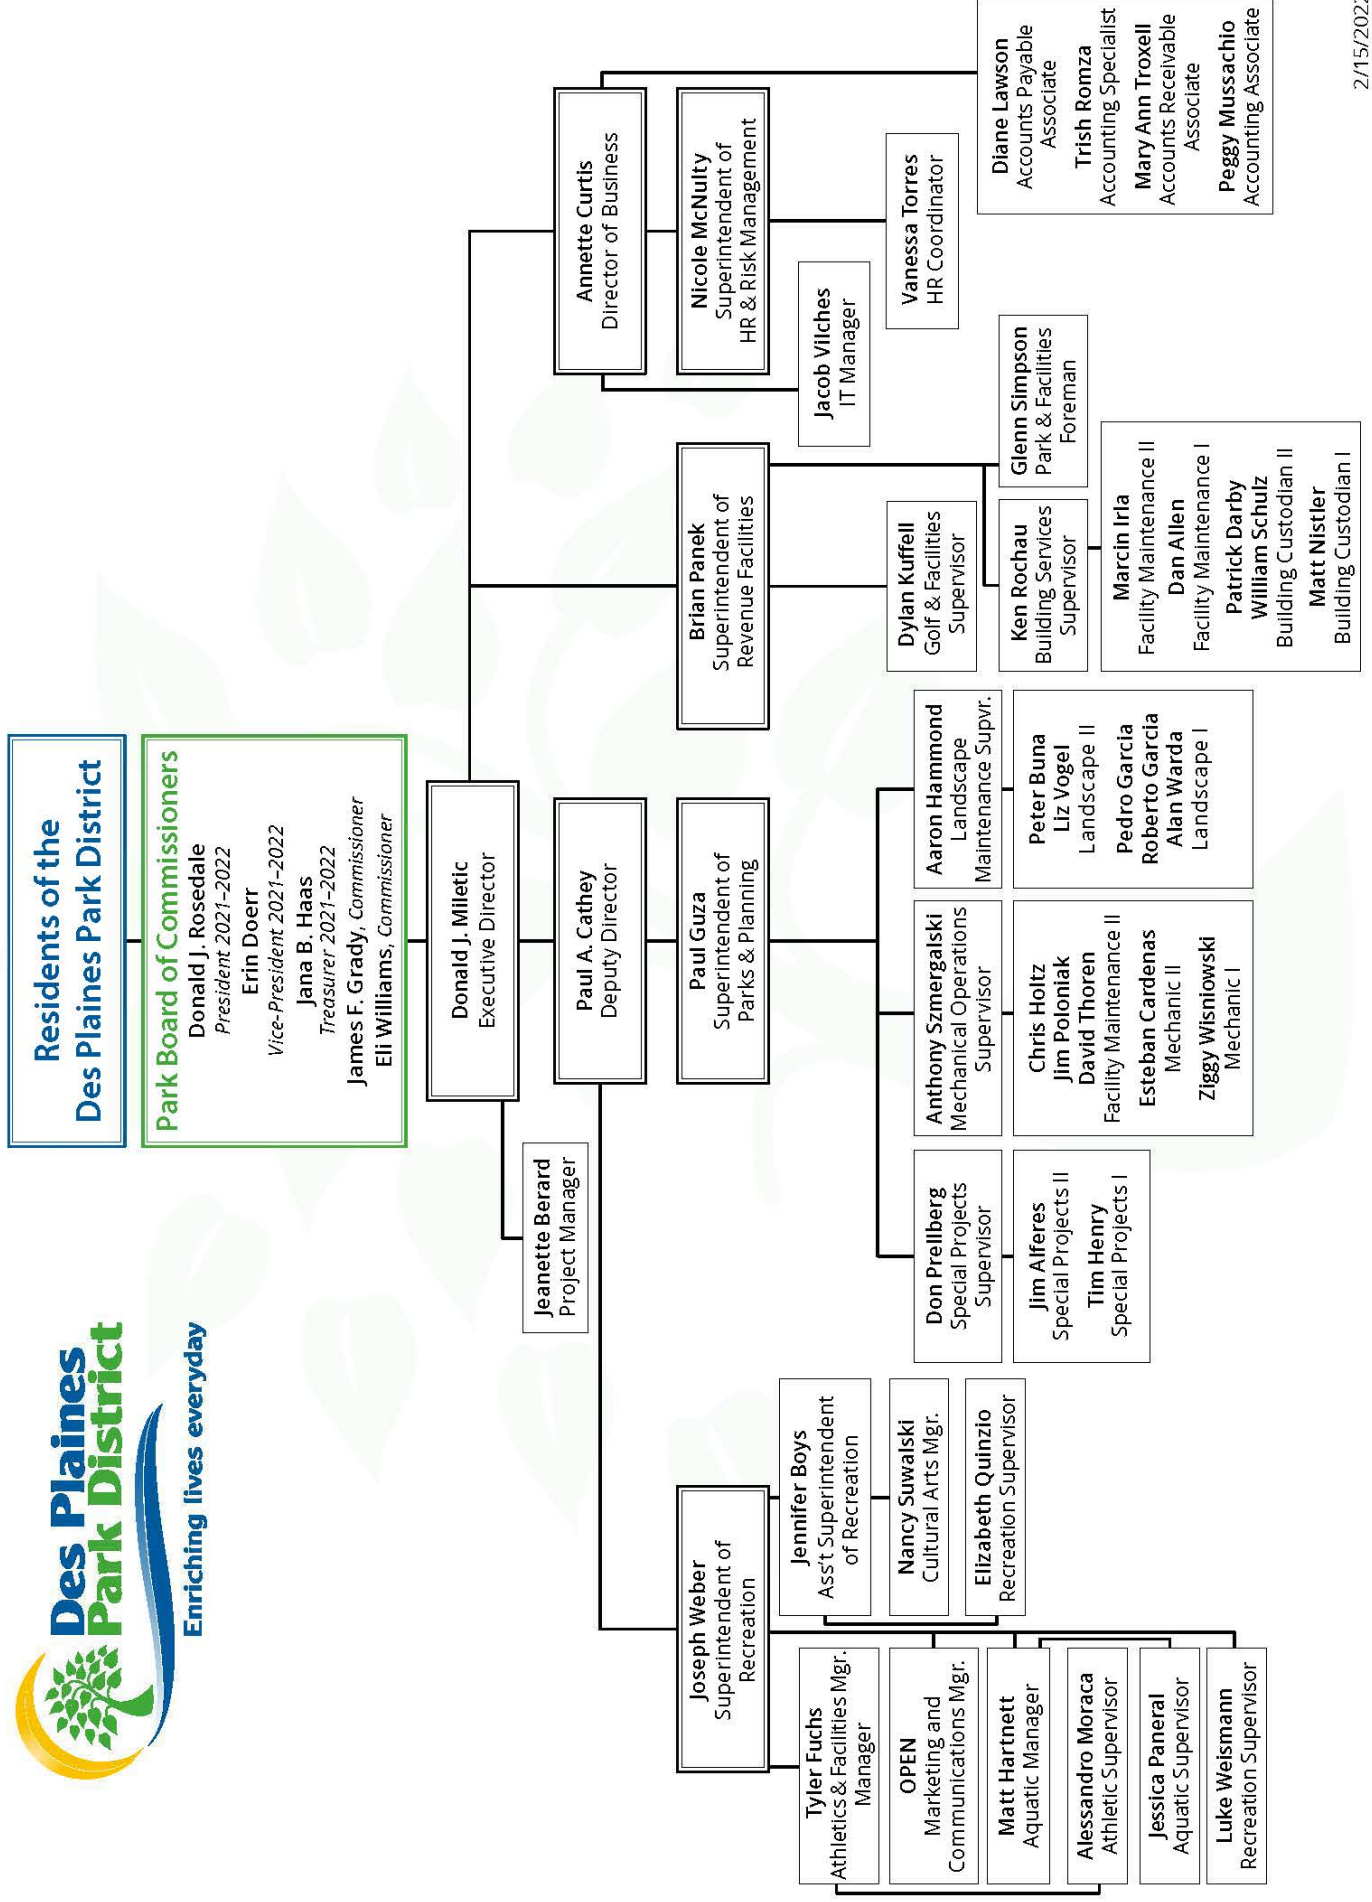 Des Plaines
Park District
Enriching lives everyday
Residents of the
Des Plaines Park District
Park Board of Commissioners
Donald J. Rosedale
President 2021–2022
Erin Doerr
Vice-President 2021–2022
Jana B. Haas
Treasurer 2021–2022
James F. Grady, Commissioner
Eli Williams, Commissioner
Donald J. Miletic
Executive Director
Jeanette Berard
Project Manager
Paul A. Cathey
Deputy Director
Annette Curtis
Director of Business
Joseph Weber
Superintendent of
Recreation
Paul Guza
Superintendent of
Parks & Planning
Brian Panek
Superintendent of
Revenue Facilities
Nicole McNulty
Superintendent of
HR & Risk Management
Tyler Fuchs
Athletics & Facilities Mgr.
Manager
OPEN
Marketing and
Communications Mgr.
Matt Hartnett
Aquatic Manager
Alessandro Moraca
Athletic Supervisor
Jessica Paneral
Aquatic Supervisor
Luke Weismann
Recreation Supervisor
Jennifer Boys
Ass't Superintendent
of Recreation
Nancy Suwalski
Cultural Arts Mgr.
Elizabeth Quinzio
Recreation Supervisor
Don Prellberg
Special Projects
Supervisor
Jim Alferes
Special Projects II
Tim Henry
Special Projects I
Anthony Szmergalski
Mechanical Operations
Supervisor
Chris Holtz
Jim Poloniak
David Thoren
Facility Maintenance II
Esteban Cardenas
Mechanic II
Ziggy Wisniowski
Mechanic I
Aaron Hammond
Landscape
Maintenance Supvr.
Peter Buna
Liz Vogel
Landscape II
Pedro Garcia
Roberto Garcia
Alan Warda
Landscape I
Dylan Kuffell
Golf & Facilities
Supervisor
Ken Rochau
Building Services
Supervisor
Glenn Simpson
Park & Facilities
Foreman
Marcin Irla
Facility Maintenance II
Dan Allen
Facility Maintenance I
Patrick Darby
William Schulz
Building Custodian II
Matt Nistler
Building Custodian I
Jacob Vilches
IT Manager
Vanessa Torres
HR Coordinator
Diane Lawson
Accounts Payable
Associate
Trish Romza
Accounting Specialist
Mary Ann Troxell
Accounts Receivable
Associate
Peggy Mussachio
Accounting Associate
2/15/2022